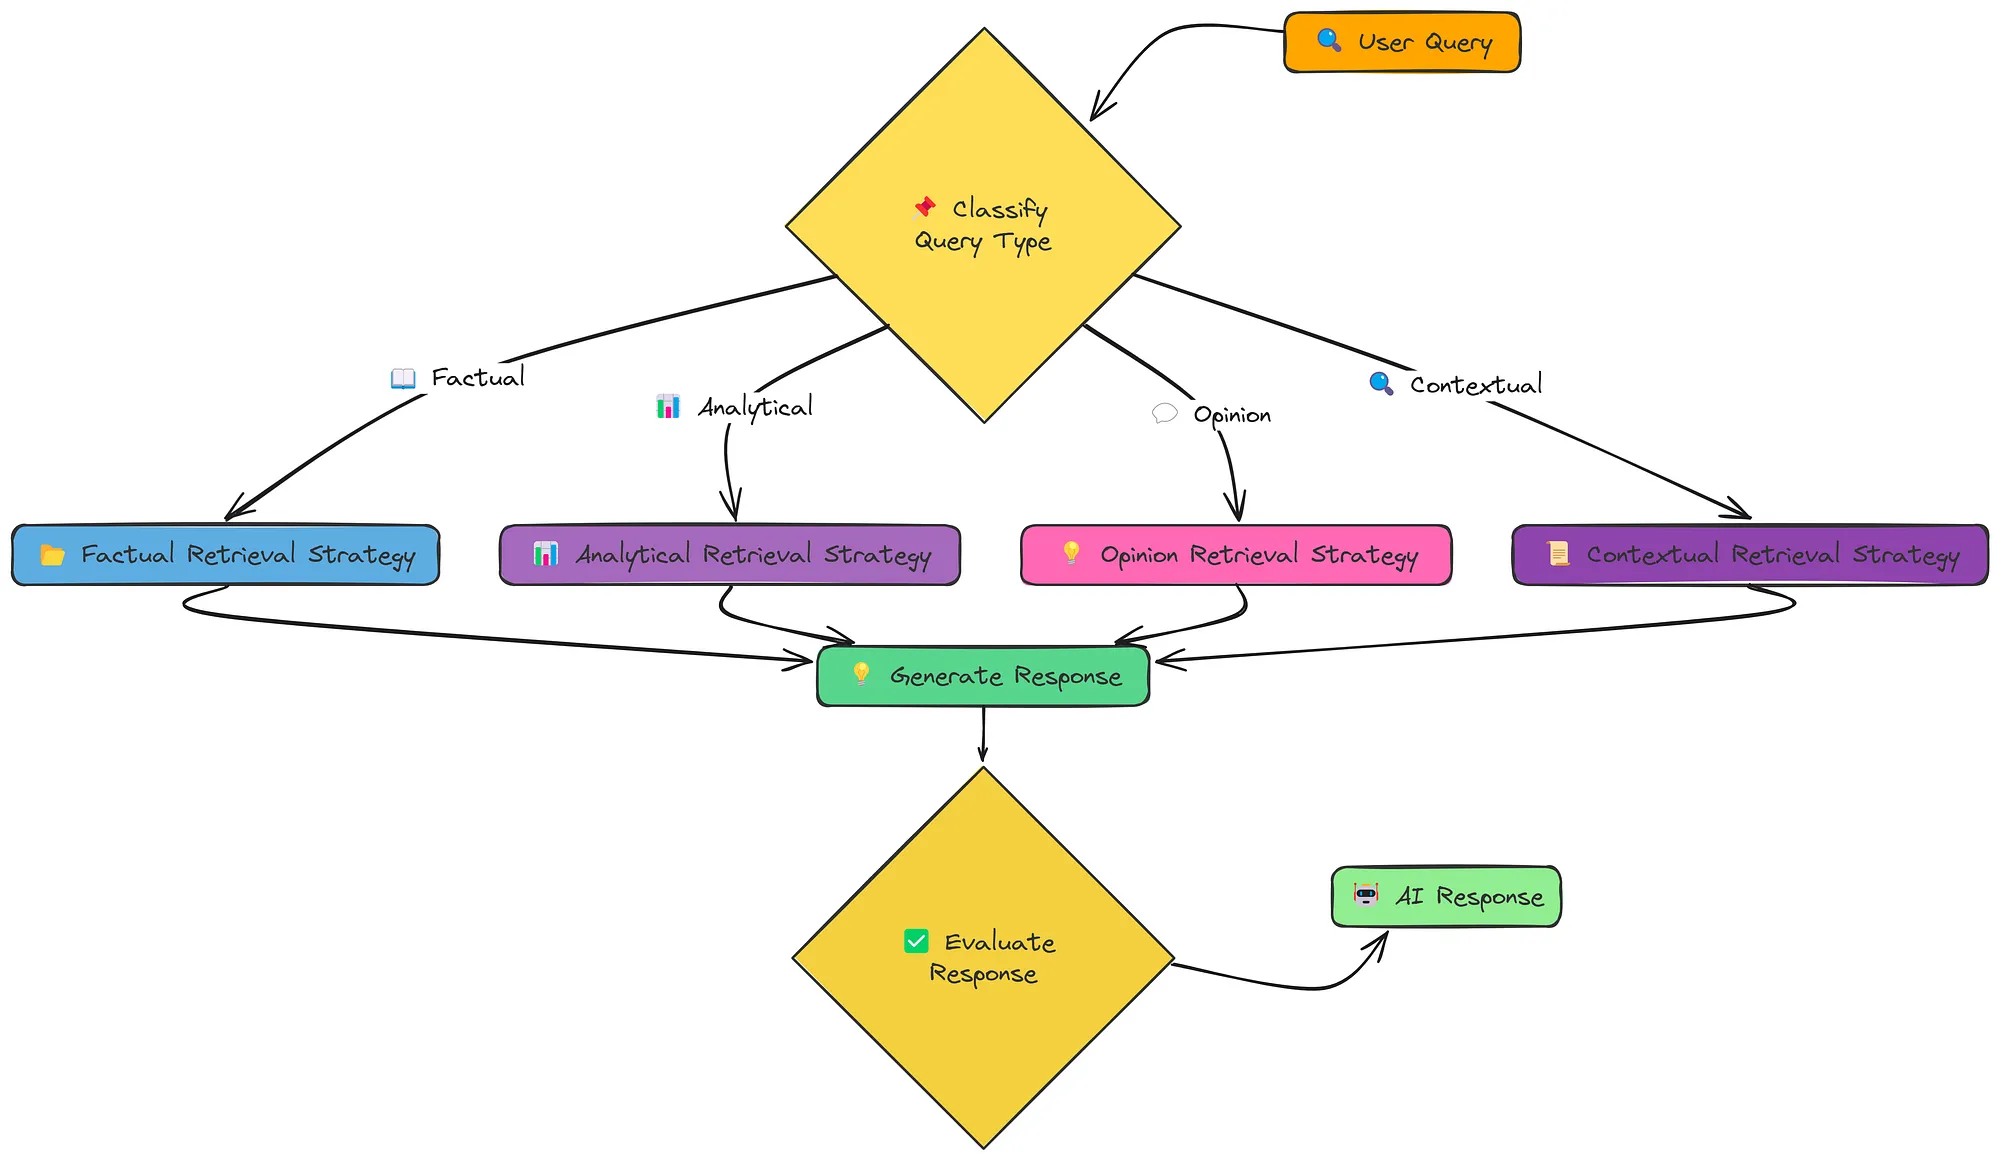 User Query
Classify
Query Type
Factual
Analytical
Opinion
Contextual
Factual Retrieval Strategy
Analytical Retrieval Strategy
Opinion Retrieval Strategy
Contextual Retrieval Strategy
Generate Response
Evaluate
Response
AI Response